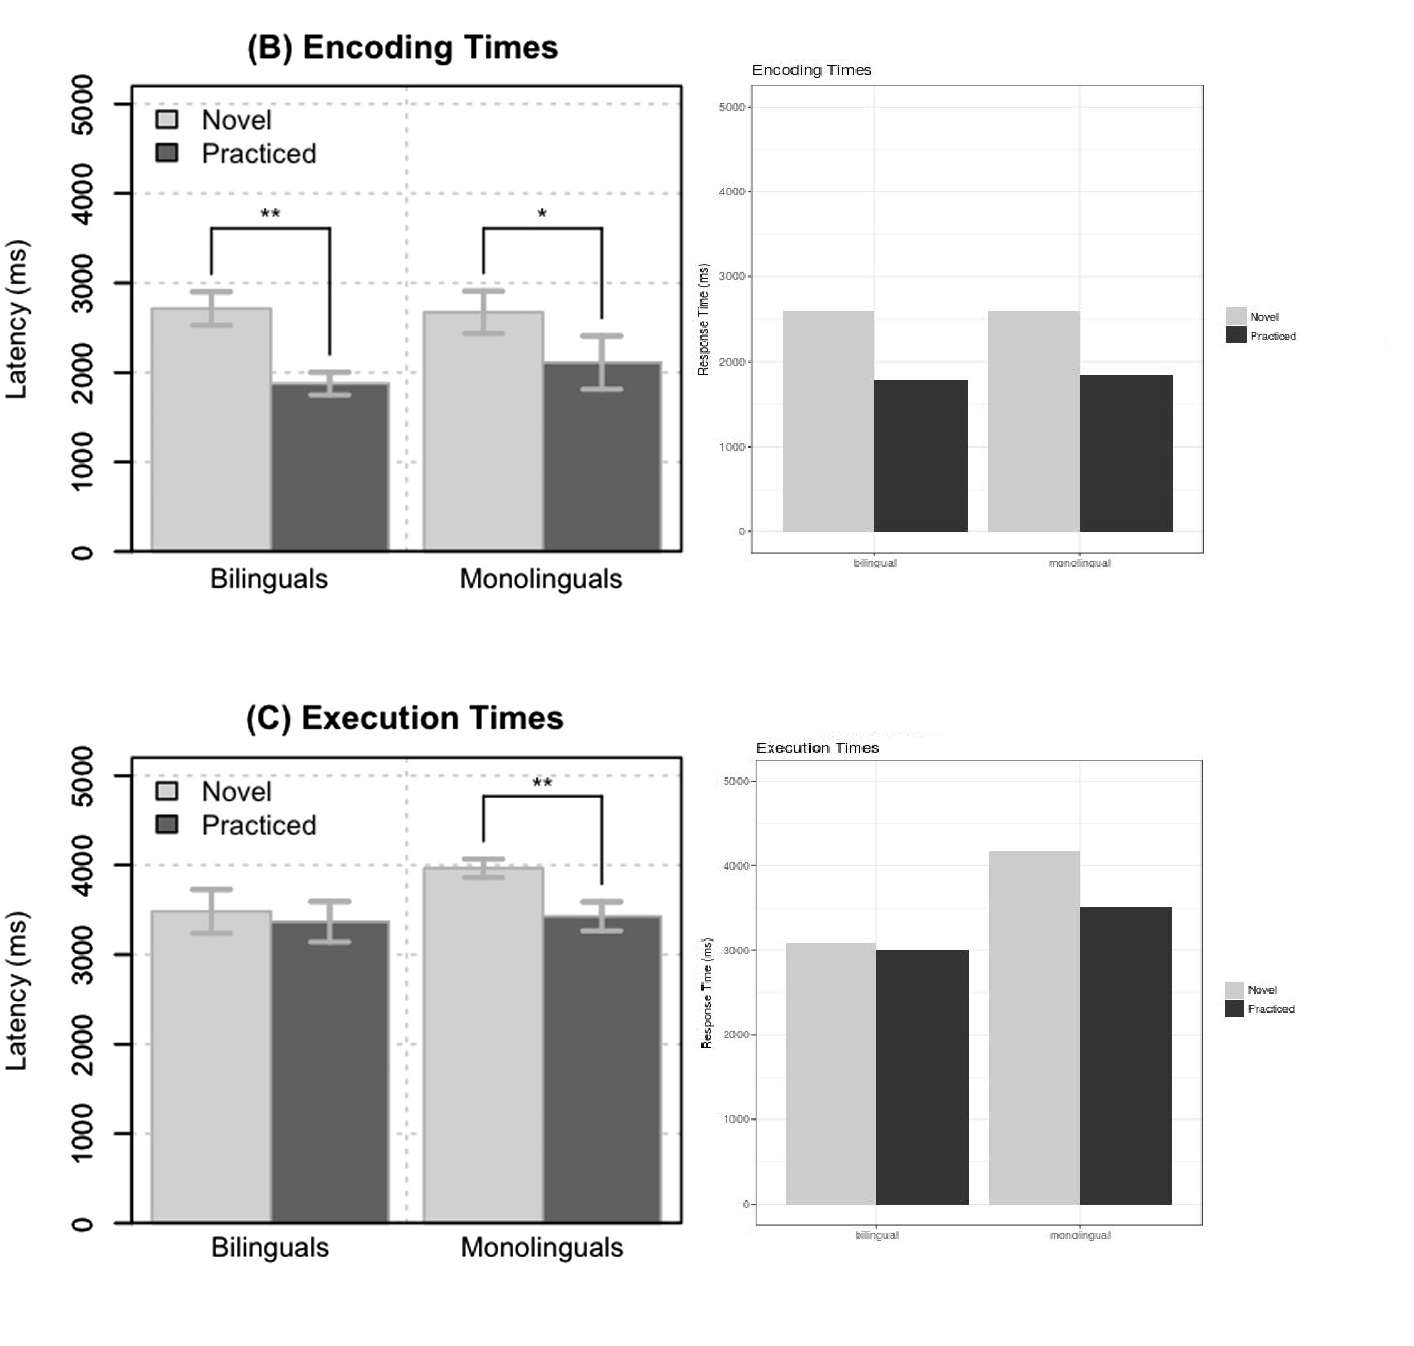 (B) Encoding Times
Latency (ms)
5000
4000
3000
2000
1000
0
Novel
Practiced
**
*
Bilinguals
Monolinguals
Encoding Times
Response Time (ms)
5000
4000
3000
2000
1000
0
bilingual
monolingual
Novel
Practiced
(C) Execution Times
Latency (ms)
5000
4000
3000
2000
1000
0
Novel
Practiced
**
Bilinguals
Monolinguals
Execution Times
Response Time (ms)
5000
4000
3000
2000
1000
0
bilingual
monolingual
Novel
Practiced